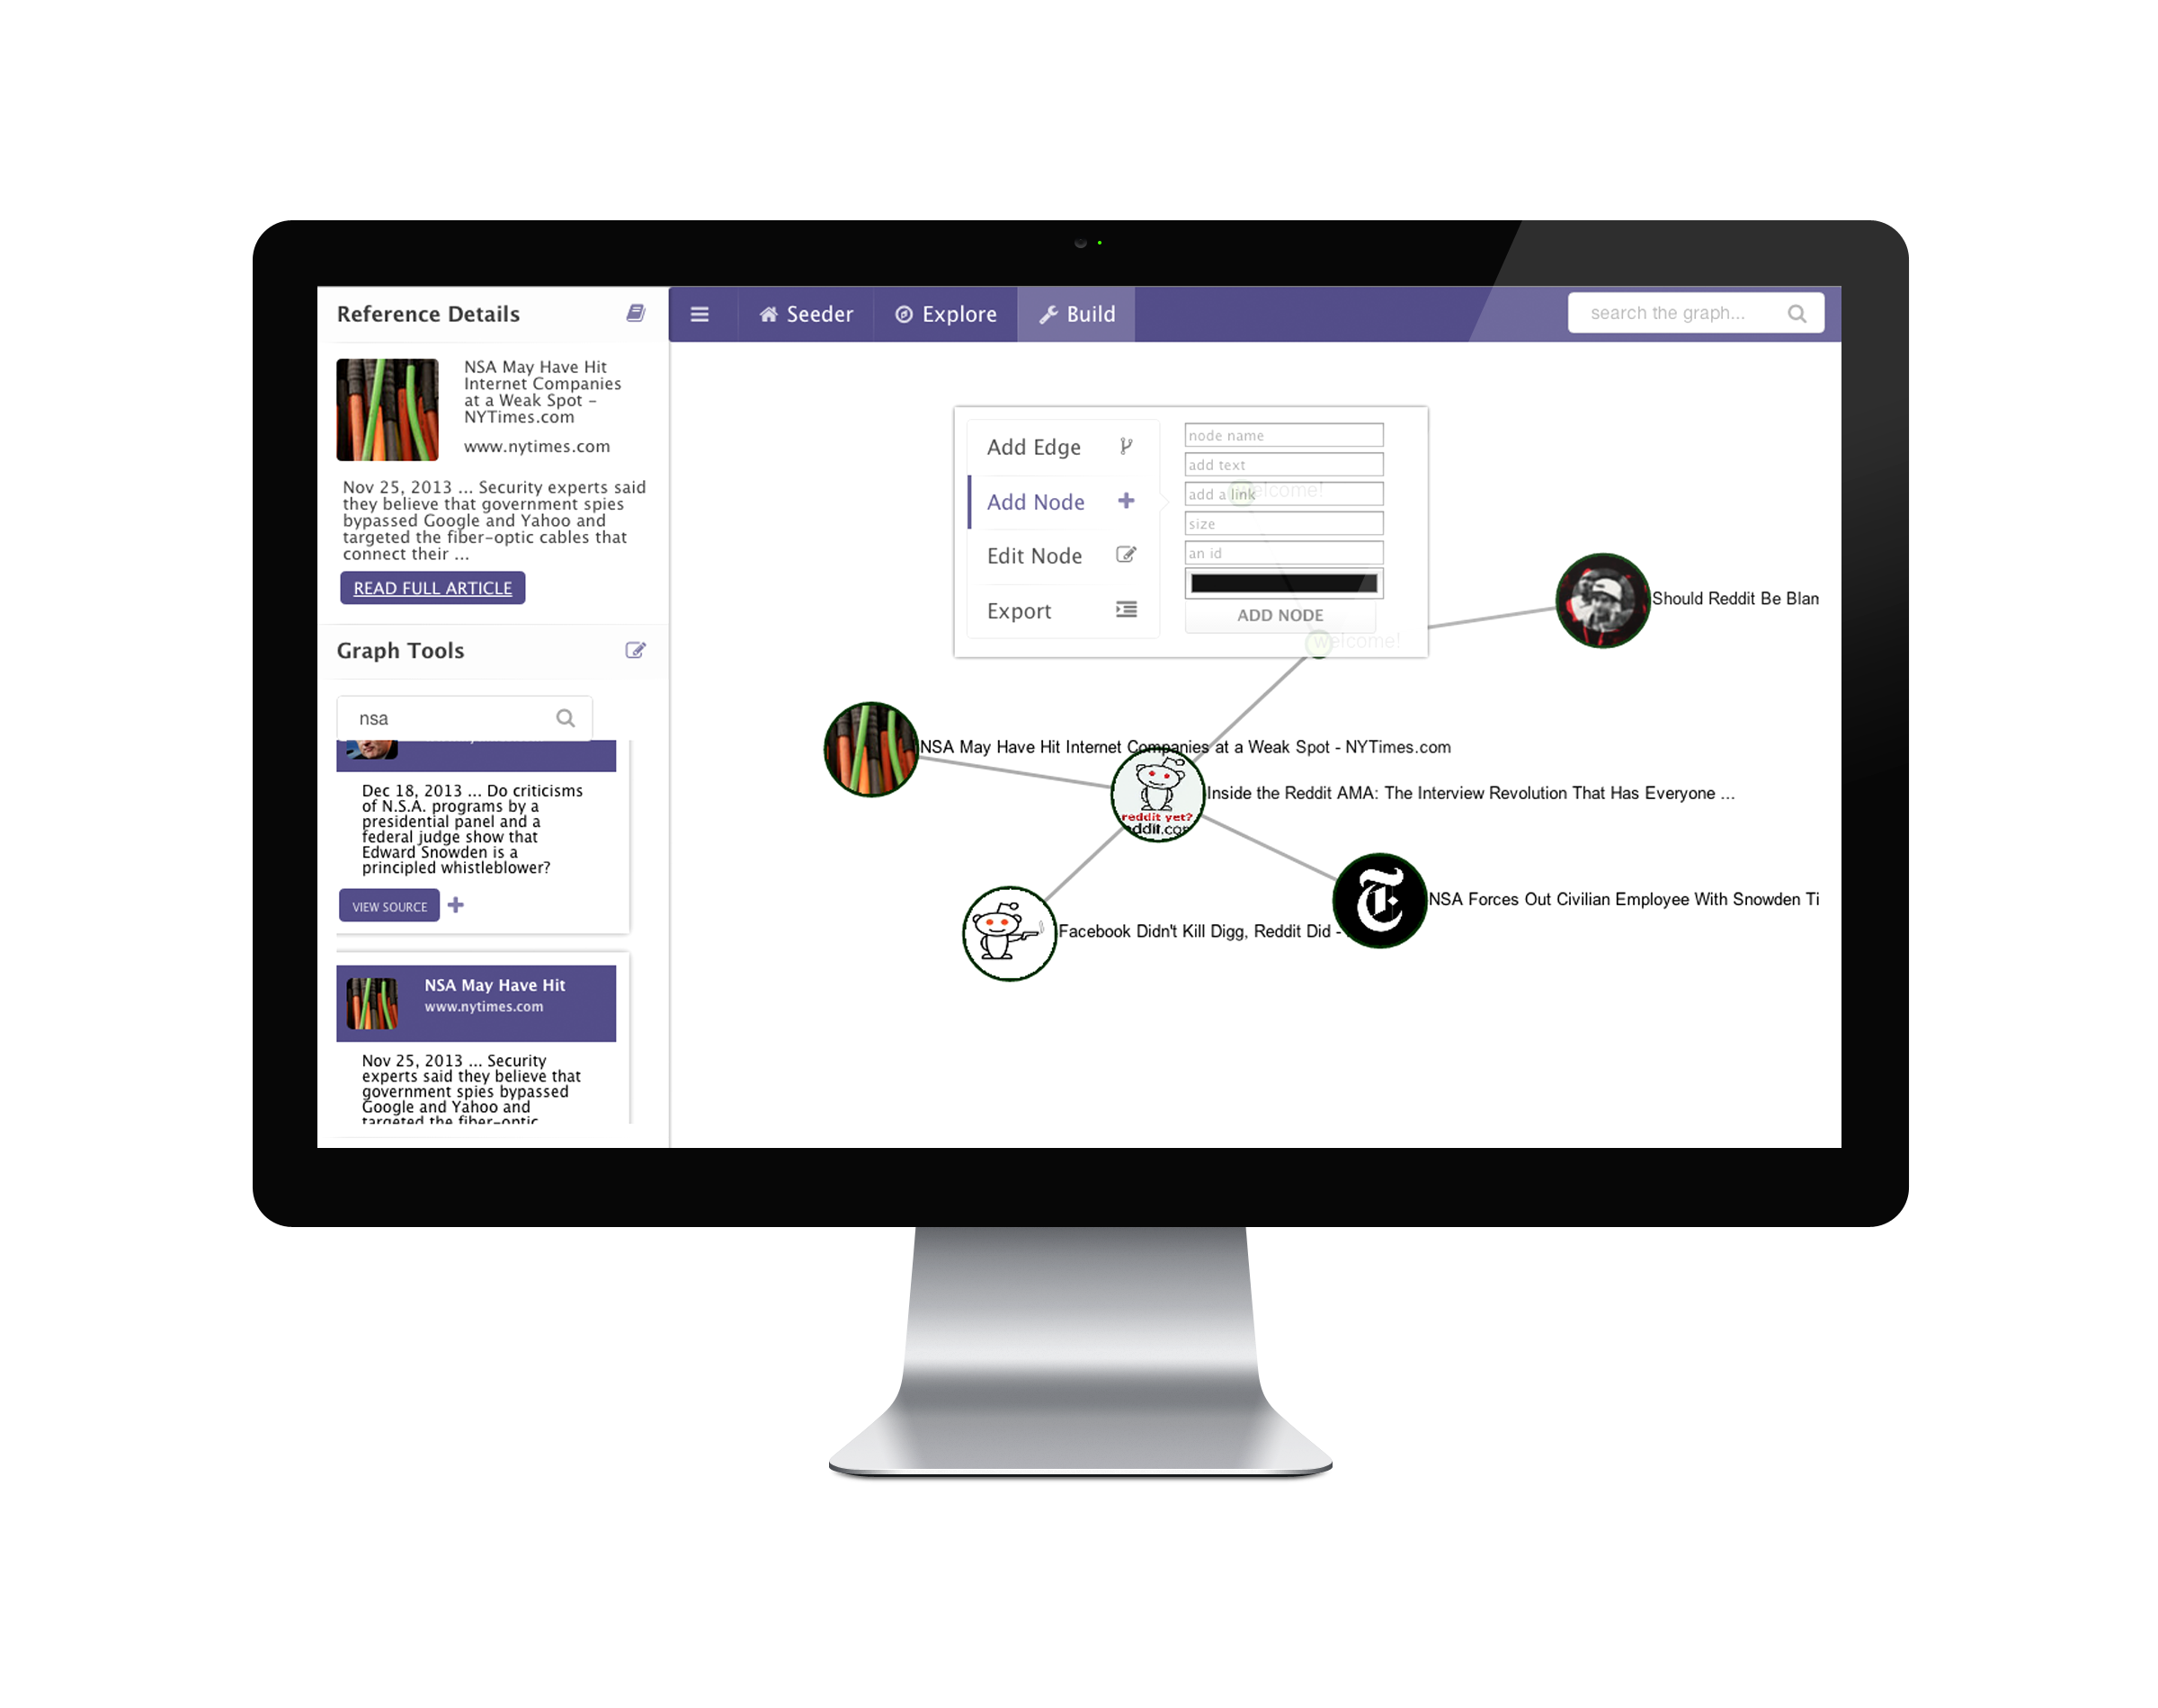 Reference Details
NSA May Have Hit
Internet Companies
at a Weak Spot -
NYTimes.com
www.nytimes.com
Nov 25, 2013 ... Security experts said
they believe that government spies
bypassed Google and Yahoo and
targeted the fiber-optic cables that
connect their ...
READ FULL ARTICLE
Graph Tools
nsa
Dec 18, 2013 ... Do criticisms
of N.S.A. programs by a
presidential panel and a
federal judge show that
Edward Snowden is a
principled whistleblower?
VIEW SOURCE
NSA May Have Hit
www.nytimes.com
Nov 25, 2013 ... Security
experts said they believe that
government spies bypassed
Google and Yahoo and
targeted the fiber-optic
Seeder
Explore
Build
search the graph...
Add Edge
Add Node
Edit Node
Export
node name
add text
add a link
welcome!
size
an id
ADD NODE
welcome!
Should Reddit Be Blan
NSA May Have Hit Internet Companies at a Weak Spot - NYTimes.com
Inside the Reddit AMA: The Interview Revolution That Has Everyone ...
reddit yet?
eddit.com
NSA Forces Out Civilian Employee With Snowden Ti
Facebook Didn't Kill Digg, Reddit Did -